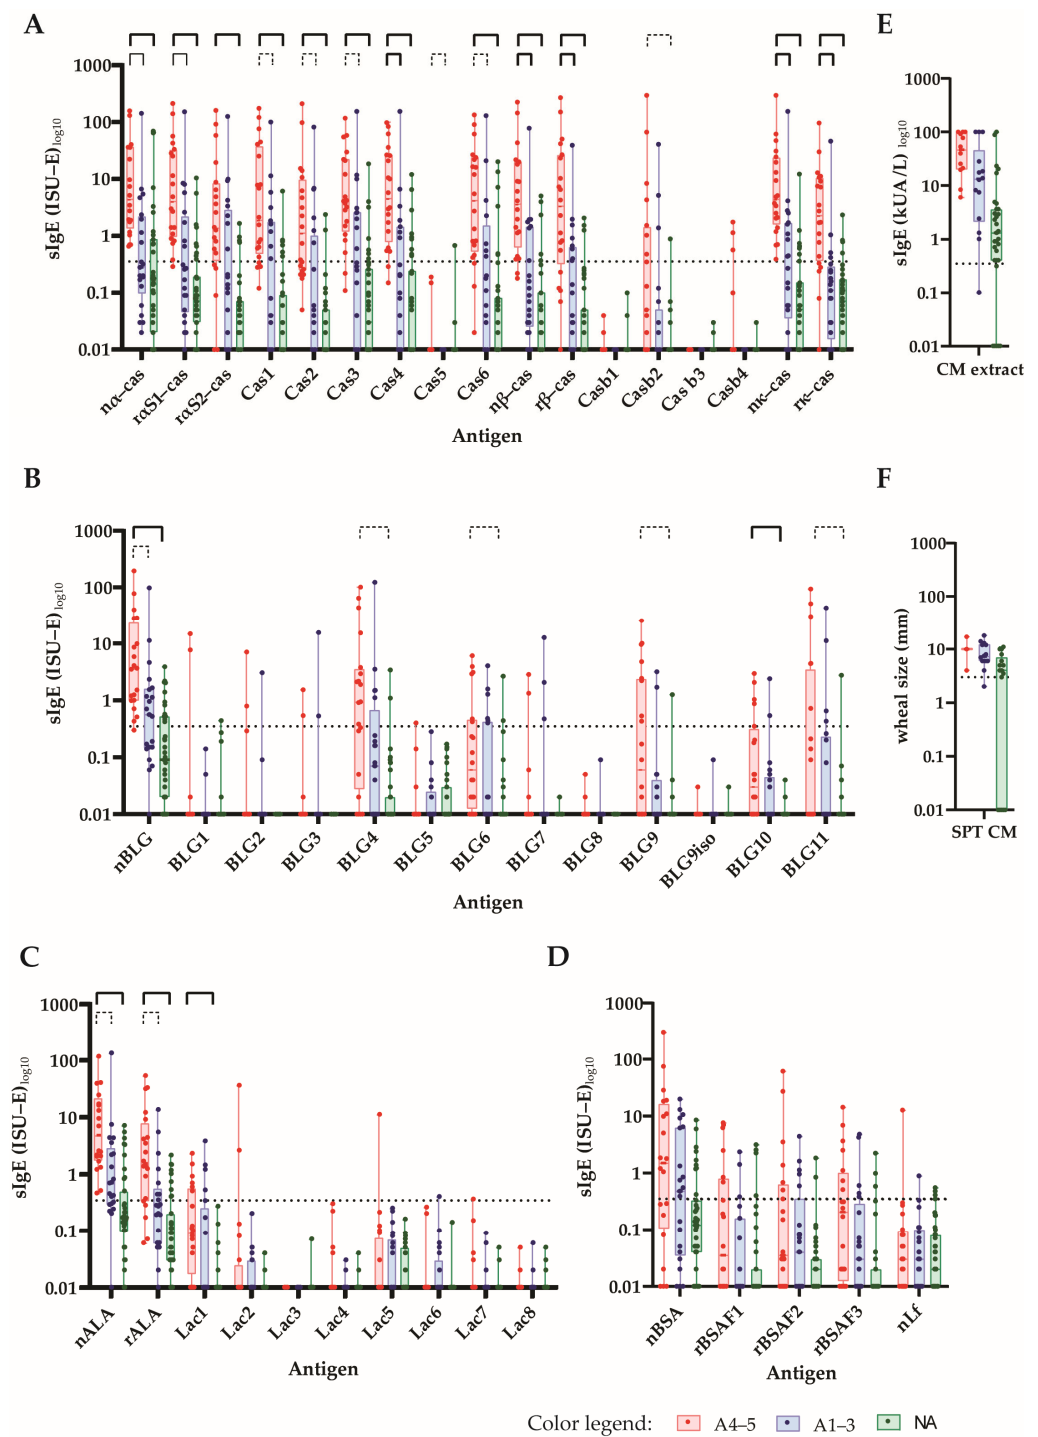 A
sIgE (ISU–E)log10
1000
100
10
1
0.1
0.01
nα–cas
rαS1–cas
rαS2–cas
Cas1
Cas2
Cas3
Cas4
Cas5
Cas6
nβ–cas
rβ–cas
Casb1
Casb2
Cas b3
Casb4
nκ–cas
rκ–cas
Antigen
E
sIgE (kUA/L) log10
1000
100
10
1
0.1
0.01
CM extract
B
sIgE (ISU–E)log10
1000
100
10
1
0.1
0.01
nBLG
BLG1
BLG2
BLG3
BLG4
BLG5
BLG6
BLG7
BLG8
BLG9
BLG9iso
BLG10
BLG11
Antigen
F
wheal size (mm)
1000
100
10
1
0.1
0.01
SPT CM
C
sIgE (ISU–E)log10
1000
100
10
1
0.1
0.01
nALA
rALA
Lac1
Lac2
Lac3
Lac4
Lac5
Lac6
Lac7
Lac8
Antigen
D
sIgE (ISU–E)log10
1000
100
10
1
0.1
0.01
nBSA
rBSAF1
rBSAF2
rBSAF3
nLf
Antigen
Color legend: A4–5 A1–3 NA